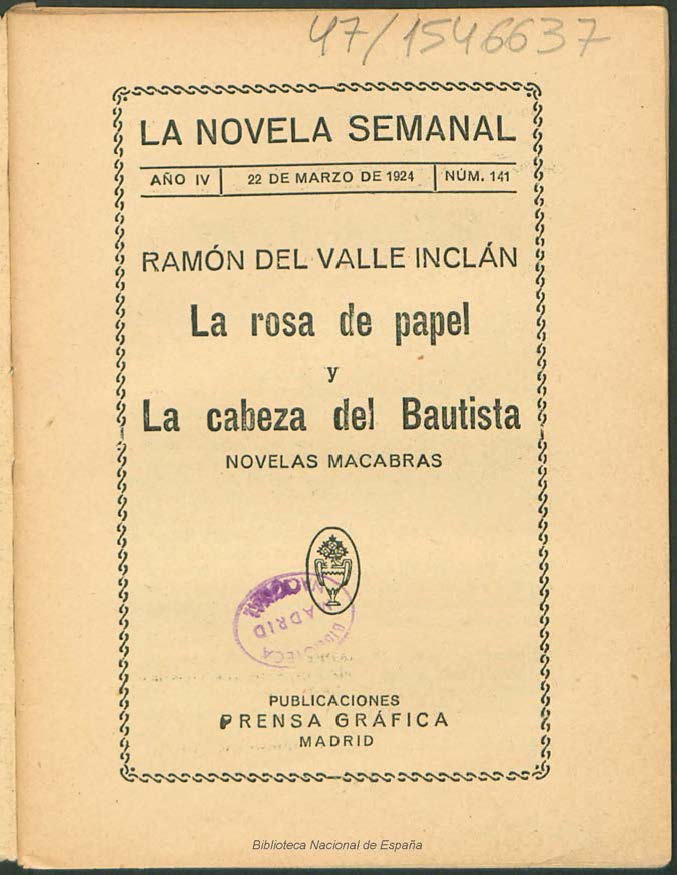 47/1546637
LA NOVELA SEMANAL
AÑO IV | 22 DE MARZO DE 1924 | NÚM. 141
RAMÓN DEL VALLE INCLÁN
La rosa de papel
y
La cabeza del Bautista
NOVELAS MACABRAS
BIBLIOTECA
MADRID
PUBLICACIONES
PRENSA GRÁFICA
MADRID
Biblioteca Nacional de España